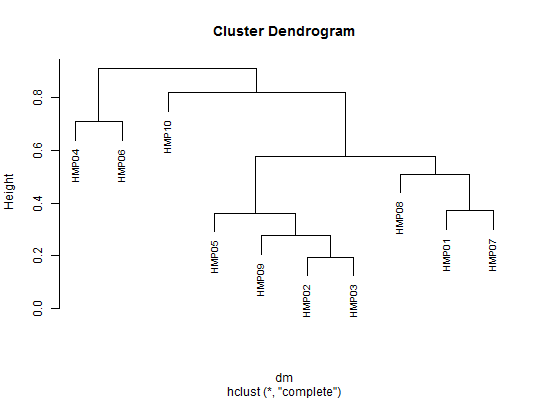 Cluster Dendrogram
Height
0.0
0.2
0.4
0.6
0.8
HMP04
HMP06
HMP10
HMP05
HMP09
HMP02
HMP03
HMP08
HMP01
HMP07
dm
hclust (*, "complete")